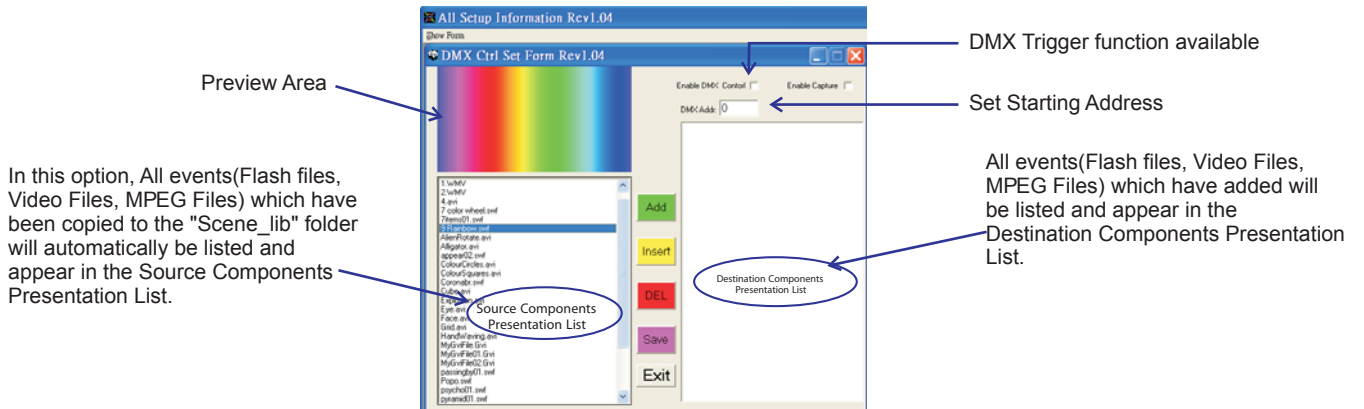 All Setup Information Rev1.04
Show Form
DMX Ctrl Set Form Rev1.04
Preview Area
Enable DMX Contorl
Enable Capture
DMX Addr:
0
DMX Trigger function available
Set Starting Address
In this option, All events(Flash files,
Video Files, MPEG Files) which have
been copied to the "Scene_lib" folder
will automatically be listed and
appear in the Source Components
Presentation List.
1.WMV
2.WMV
4.avi
7 color wheel.swf
7items01.swf
9 Rainbow.swf
AlienRotate.avi
Alligator.avi
appear02.swf
ColourCircles.avi
ColourSquares.avi
Coronabr.swf
Cube.avi
Eye.avi
Face.avi
Grid.avi
HandWaving.avi
MyGviFile.Gvi
MyGviFile01.Gvi
MyGviFile02.Gvi
passingby01.swf
Popo.swf
psycho01.swf
pyramid01.swf
Source Components
Presentation List
Add
Insert
DEL
Save
Exit
Destination Components
Presentation List
All events(Flash files, Video Files,
MPEG Files) which have added will
be listed and appear in the
Destination Components Presentation
List.